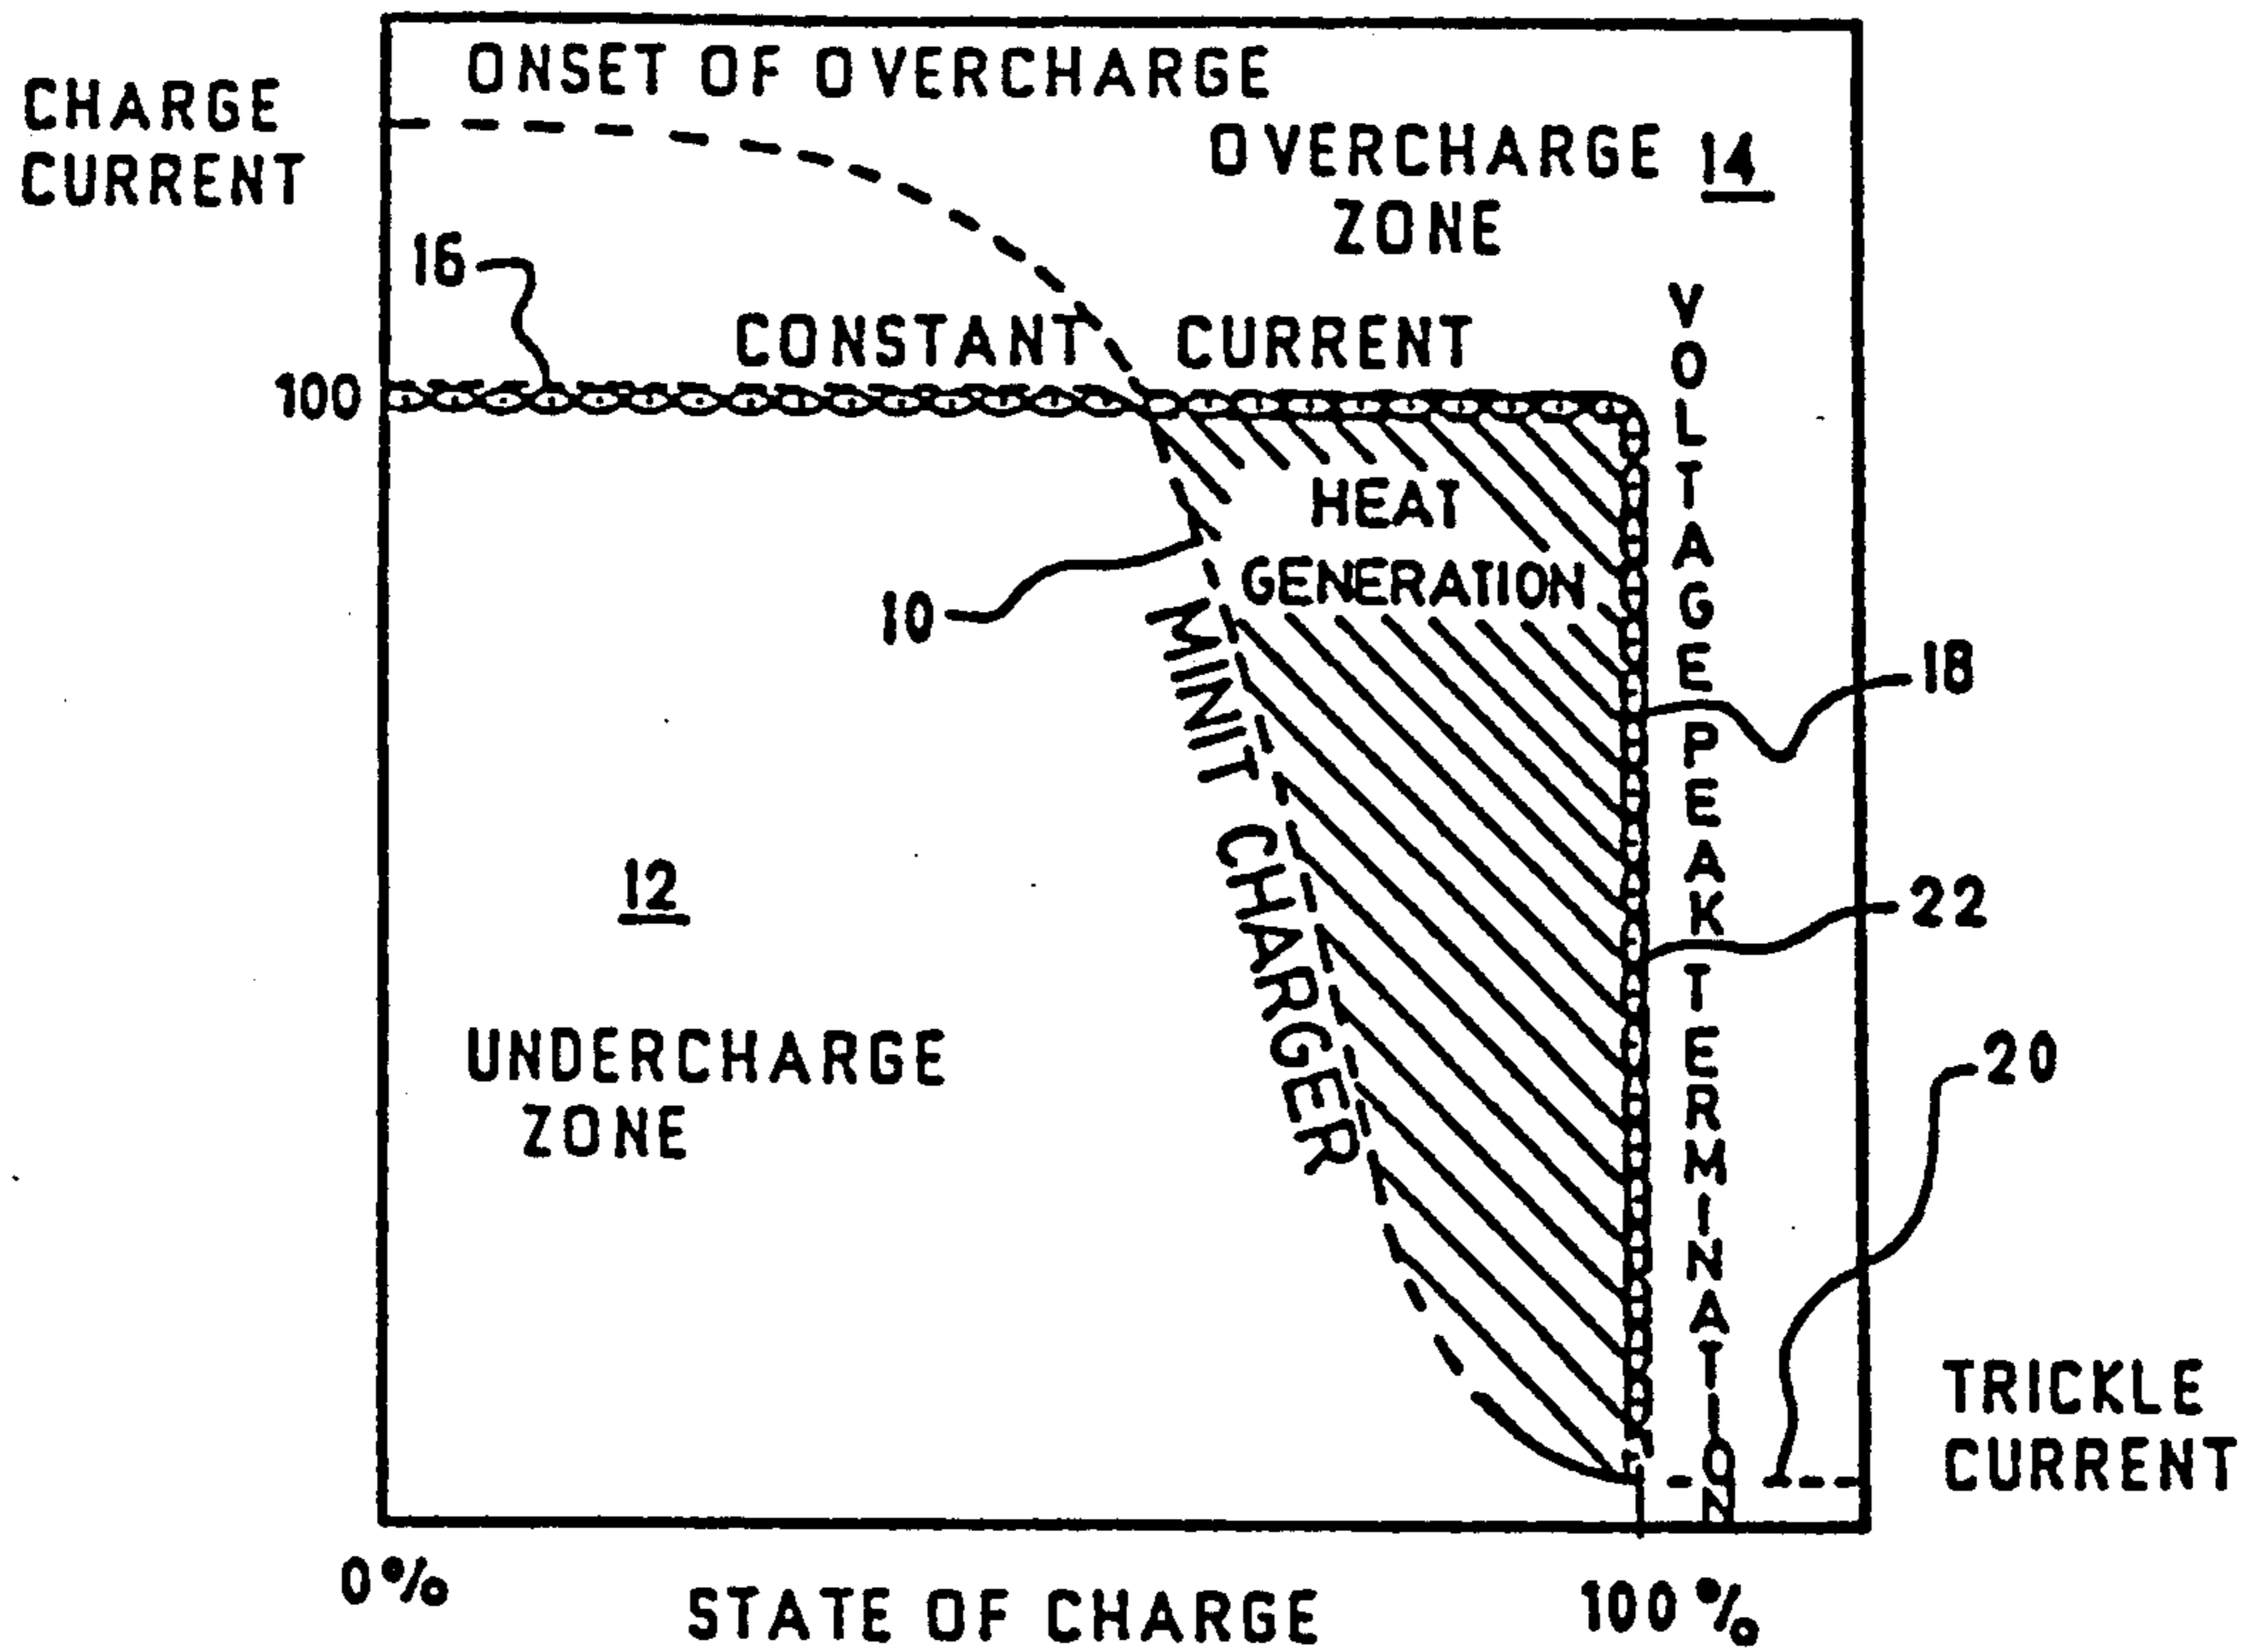 ONSET OF OVERCHARGE
CHARGE
CURRENT
OVERCHARGE 14
ZONE
16
CONSTANT CURRENT
100
HEAT
GENERATION
10
MINIT CHARGER
VOLTAGE PEAK TERMINATION
18
12
22
UNDERCHARGE
ZONE
20
TRICKLE
CURRENT
0%
STATE OF CHARGE
100%